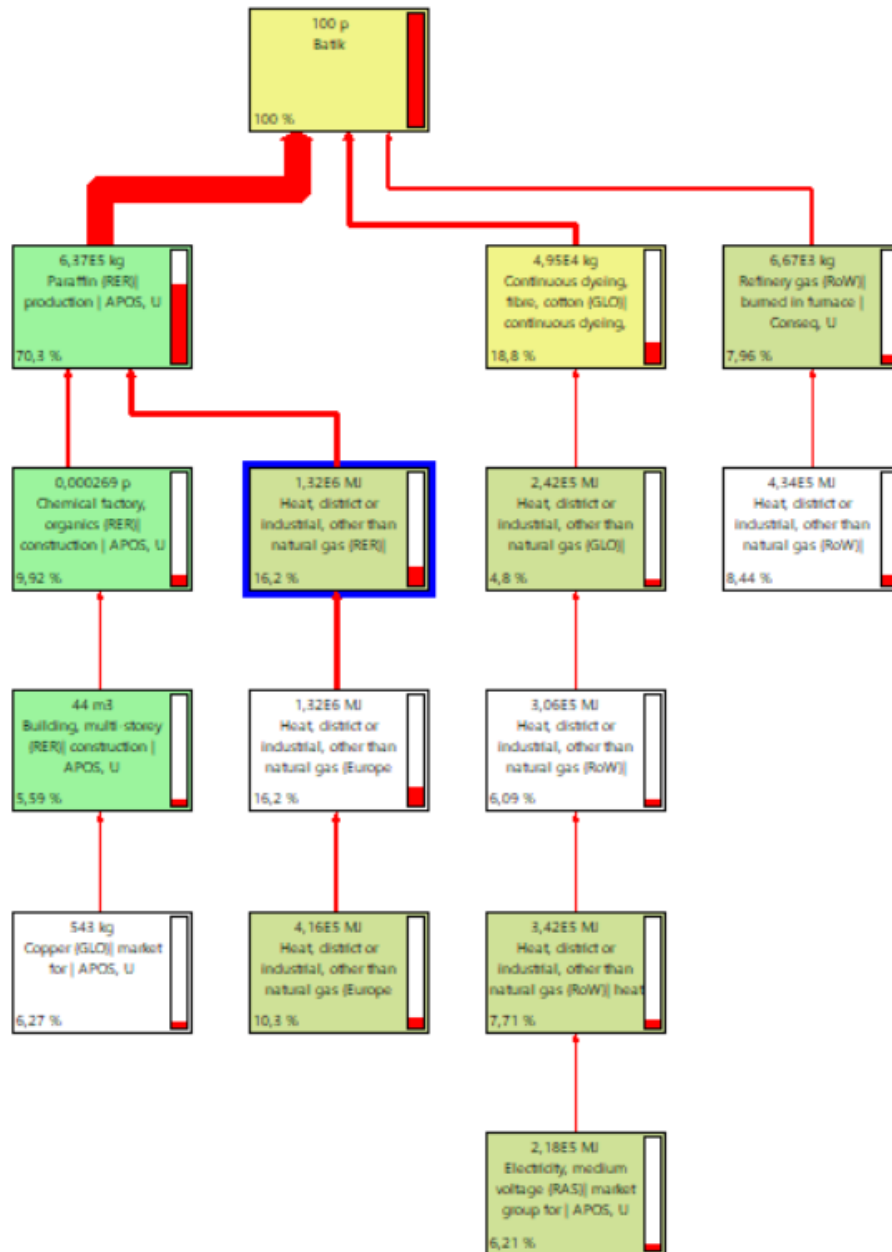 100 p
Batik
100 %
6,37E5 kg
Paraffin {RER}|
production | APOS, U
70,3 %
4,95E4 kg
Continuous dyeing,
fibre, cotton {GLO}|
continuous dyeing,
18,8 %
6,67E3 kg
Refinery gas {RoW}|
burned in furnace |
Conseq, U
7,96 %
0,000269 p
Chemical factory,
organics {RER}|
construction | APOS, U
9,92 %
1,32E6 MJ
Heat, district or
industrial, other than
natural gas {RER}|
16,2 %
2,42E5 MJ
Heat, district or
industrial, other than
natural gas {GLO}|
4,8 %
4,34E5 MJ
Heat, district or
industrial, other than
natural gas {RoW}|
8,44 %
44 m3
Building, multi-storey
{RER}| construction |
APOS, U
5,59 %
1,32E6 MJ
Heat, district or
industrial, other than
natural gas {Europe
16,2 %
3,06E5 MJ
Heat, district or
industrial, other than
natural gas {RoW}|
6,09 %
543 kg
Copper {GLO}| market
for | APOS, U
6,27 %
4,16E5 MJ
Heat, district or
industrial, other than
natural gas {Europe
10,3 %
3,42E5 MJ
Heat, district or
industrial, other than
natural gas {RoW}| heat
7,71 %
2,18E5 MJ
Electricity, medium
voltage {RAS}| market
group for | APOS, U
6,21 %